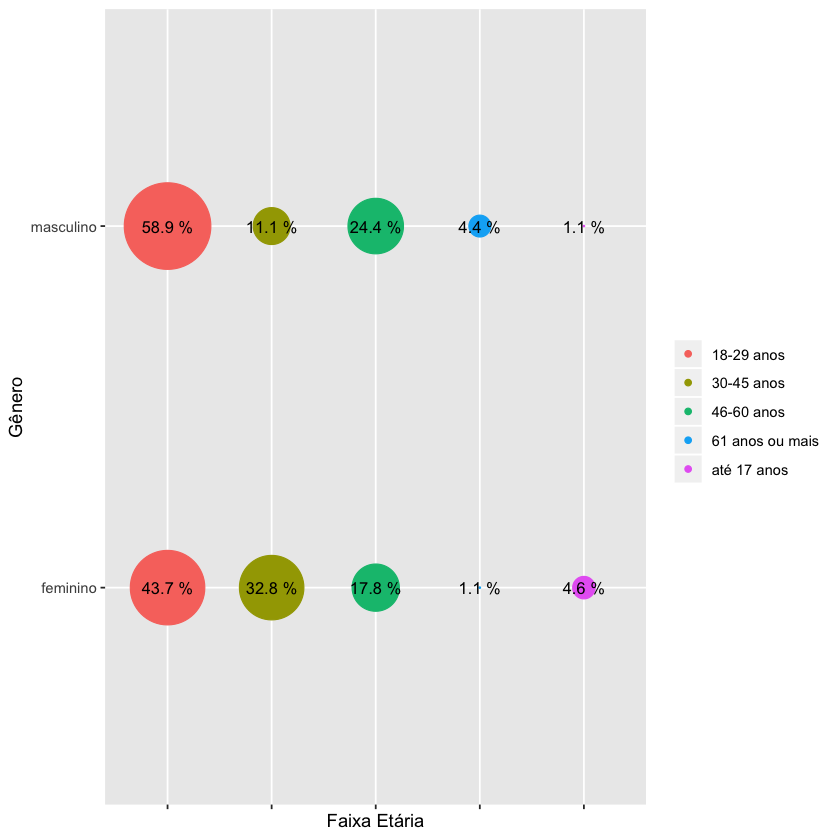 masculino
58.9 %
11.1 %
24.4 %
4.4 %
1.1 %
Gênero
feminino
43.7 %
32.8 %
17.8 %
1.1 %
4.6 %
Faixa Etária
18-29 anos
30-45 anos
46-60 anos
61 anos ou mais
até 17 anos